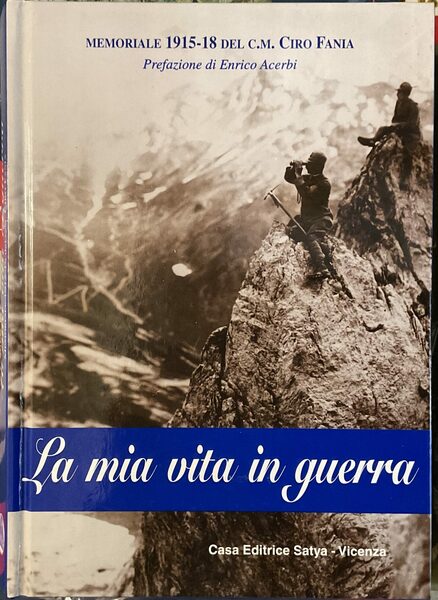 MEMORIALE 1915-18 DEL C.M. CIRO FANIA
Prefazione di Enrico Acerbi
La mia vita in guerra
Casa Editrice Satya - Vicenza